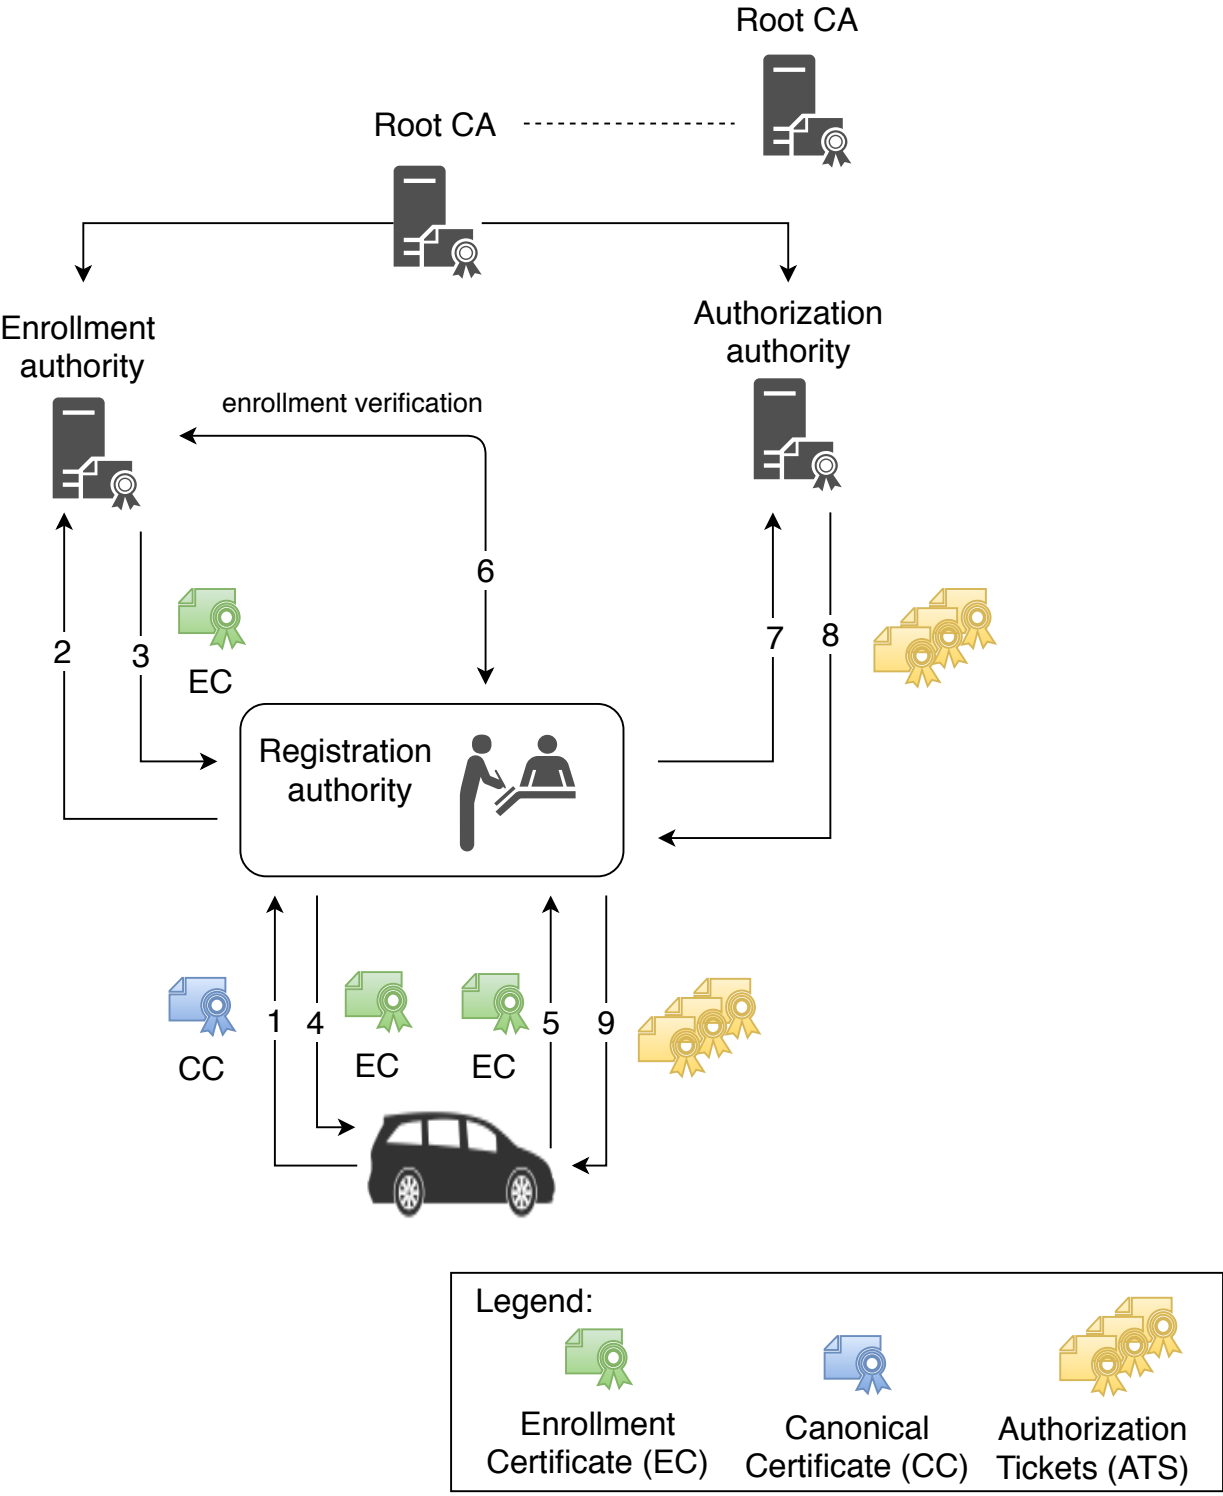 Root CA
Root CA
Enrollment
authority
Authorization
authority
enrollment verification
6
2
3
EC
7
8
Registration
authority
CC
1
4
EC
EC
5
9
Legend:
Enrollment
Certificate (EC)
Canonical
Certificate (CC)
Authorization
Tickets (ATS)